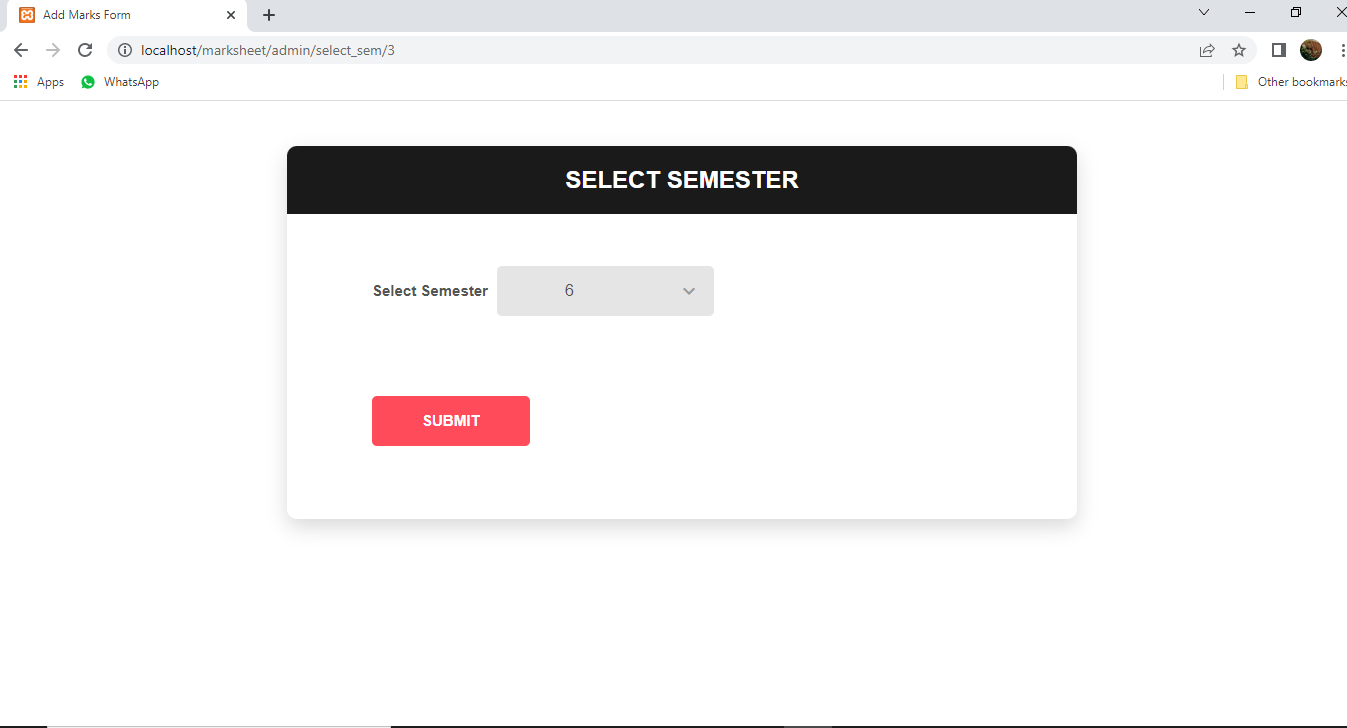 Add Marks Form
localhost/marksheet/admin/select_sem/3
Apps WhatsApp Other bookmarks
SELECT SEMESTER
Select Semester 6
SUBMIT